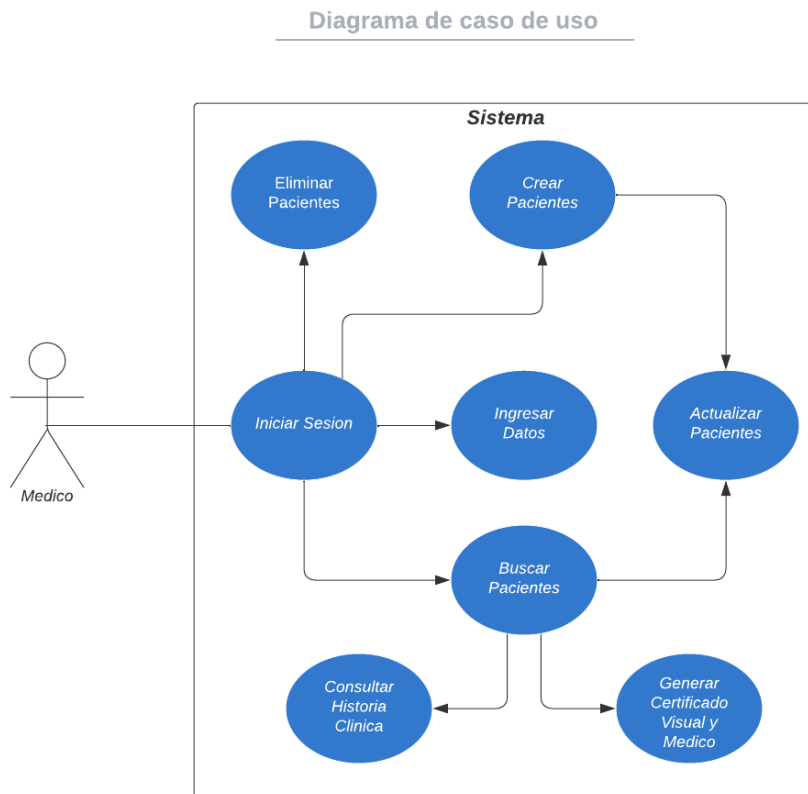 Diagrama de caso de uso
Sistema
Eliminar
Pacientes
Crear
Pacientes
Iniciar Sesion
Ingresar
Datos
Actualizar
Pacientes
Medico
Buscar
Pacientes
Consultar
Historia
Clinica
Generar
Certificado
Visual y
Medico